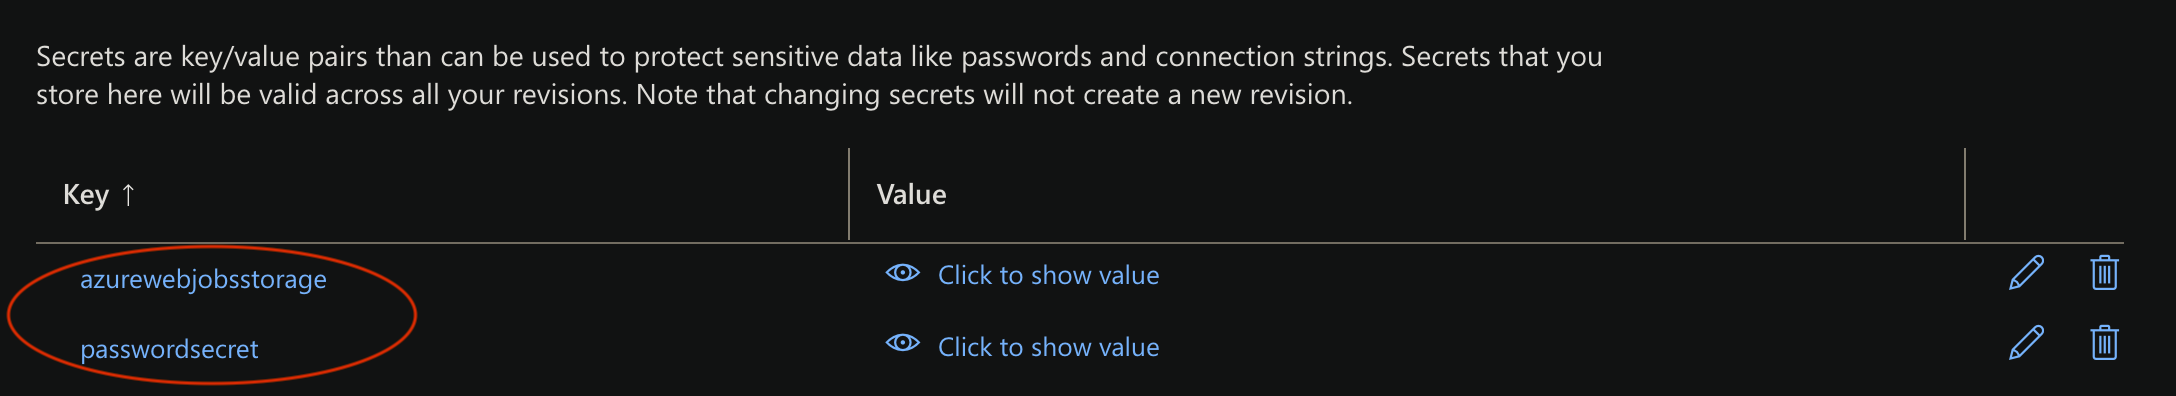 Secrets are key/value pairs than can be used to protect sensitive data like passwords and connection strings. Secrets that you
store here will be valid across all your revisions. Note that changing secrets will not create a new revision.
Key ↑
Value
azurewebjobsstorage
Click to show value
passwordsecret
Click to show value